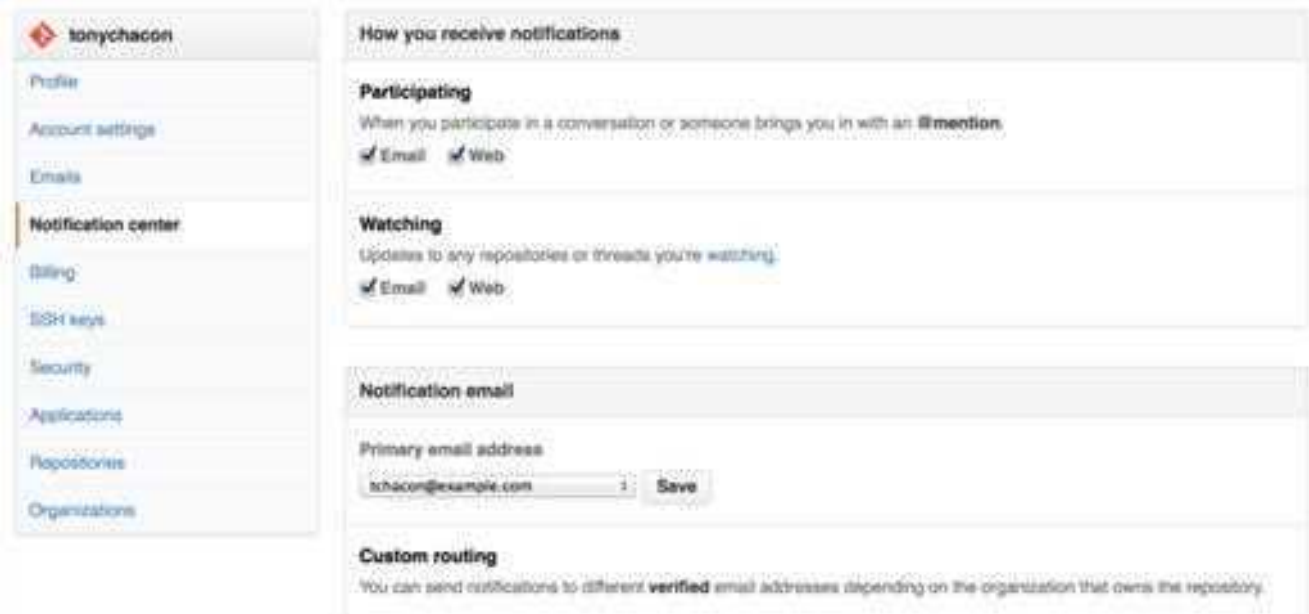 tonychacon
Profile
Account settings
Emails
Notification center
Billing
SSH keys
Security
Applications
Repositories
Organizations
How you receive notifications
Participating
When you participate in a conversation or someone brings you in with an @mention.
Email Web
Watching
Updates to any repositories or threads you're watching.
Email Web
Notification email
Primary email address
tchacon@example.com Save
Custom routing
You can send notifications to different verified email addresses depending on the organization that owns the repository.